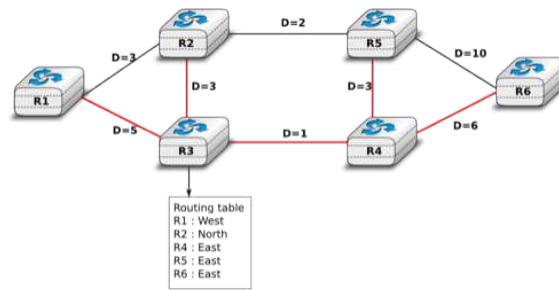 R2
D=2
R5
D=3
D=10
R1
D=3
D=3
R6
D=5
R3
D=1
R4
D=6
Routing table
R1 : West
R2 : North
R4 : East
R5 : East
R6 : East